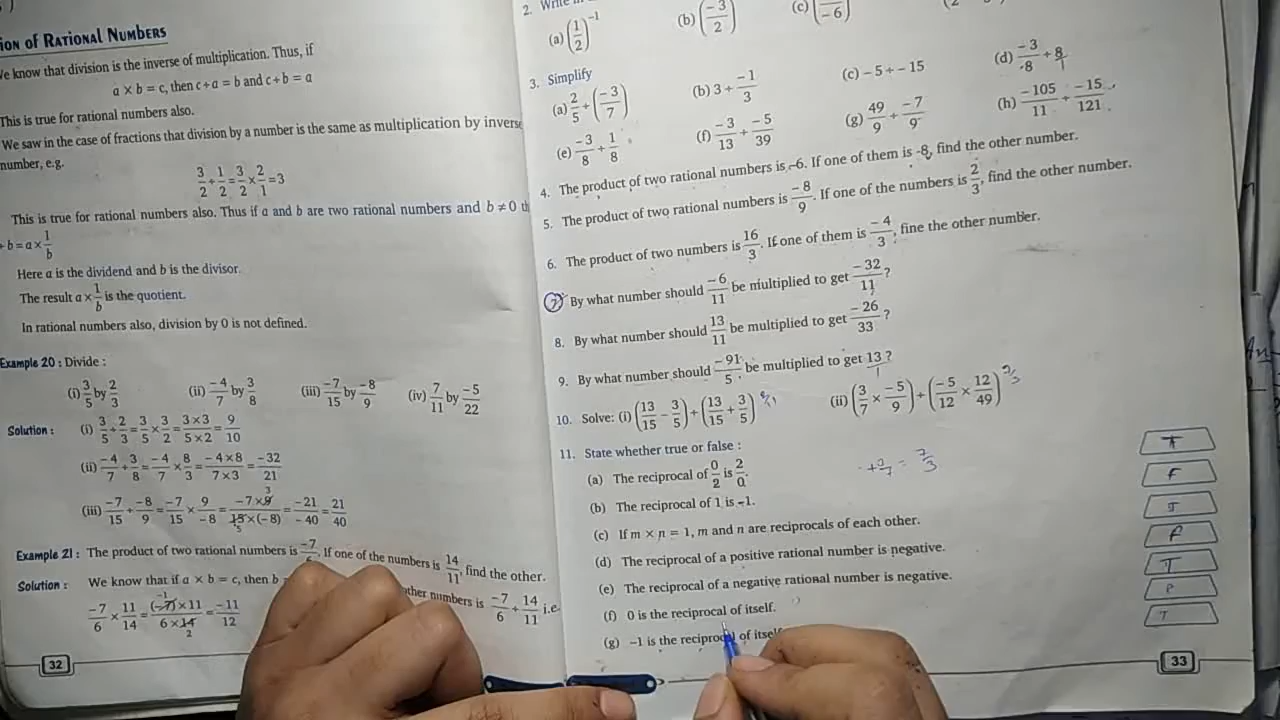 ion of Rational Numbers
We know that division is the inverse of multiplication. Thus, if
a × b = c, then c ÷ a = b and c ÷ b = a
This is true for rational numbers also.
We saw in the case of fractions that division by a number is the same as multiplication by inverse
number, e.g.
3/2 ÷ 1/2 = 3/2 × 2/1 = 3
This is true for rational numbers also. Thus if a and b are two rational numbers and b ≠ 0 th
÷ b = a × 1/b
Here a is the dividend and b is the divisor.
The result a × 1/b is the quotient.
In rational numbers also, division by 0 is not defined.
Example 20 : Divide :
(i) 3/5 by 2/3 (ii) -4/7 by 3/8 (iii) -7/15 by -8/9 (iv) 7/11 by -5/22
Solution : (i) 3/5 ÷ 2/3 = 3/5 × 3/2 = 3×3/5×2 = 9/10
(ii) -4/7 ÷ 3/8 = -4/7 × 8/3 = -4×8/7×3 = -32/21
(iii) -7/15 ÷ -8/9 = -7/15 × 9/-8 = -7×9 3/15 5×(-8) = -21/-40 = 21/40
Example 21 : The product of two rational numbers is -7/6. If one of the numbers is 14/11, find the other.
Solution : We know that if a × b = c, then b =
other numbers is -7/6 ÷ 14/11 i.e.
-7/6 × 11/14 = (-7) -1 × 11/6 × 14 2 = -11/12
32
2. Write
(a) (1/2)⁻¹ (b) (-3/2) (c) (/-6)
3. Simplify
(a) 2/5 ÷ (-3/7) (b) 3 ÷ -1/3 (c) -5 ÷ -15 (d) -3/-8 ÷ 8/1
(e) -3/8 ÷ 1/8 (f) -3/13 ÷ -5/39 (g) 49/9 ÷ -7/9 (h) -105/11 ÷ -15/121
4. The product of two rational numbers is -6. If one of them is -8, find the other number.
5. The product of two rational numbers is -8/9. If one of the numbers is 2/3, find the other number.
6. The product of two numbers is 16/3. If one of them is -4/3, fine the other number.
7. By what number should -6/11 be multiplied to get -32/11?
8. By what number should 13/11 be multiplied to get -26/33?
9. By what number should -91/5 be multiplied to get 13/1?
10. Solve: (i) (13/15 - 3/5) ÷ (13/15 + 3/5) (ii) (3/7 × -5/9) ÷ (-5/12 × 12/49)
11. State whether true or false :
(a) The reciprocal of 0/2 is 2/0. T
(b) The reciprocal of 1 is -1. F
(c) If m × n = 1, m and n are reciprocals of each other.
(d) The reciprocal of a positive rational number is negative. F
(e) The reciprocal of a negative rational number is negative. T
(f) 0 is the reciprocal of itself.
(g) -1 is the reciprocal of itself T
33